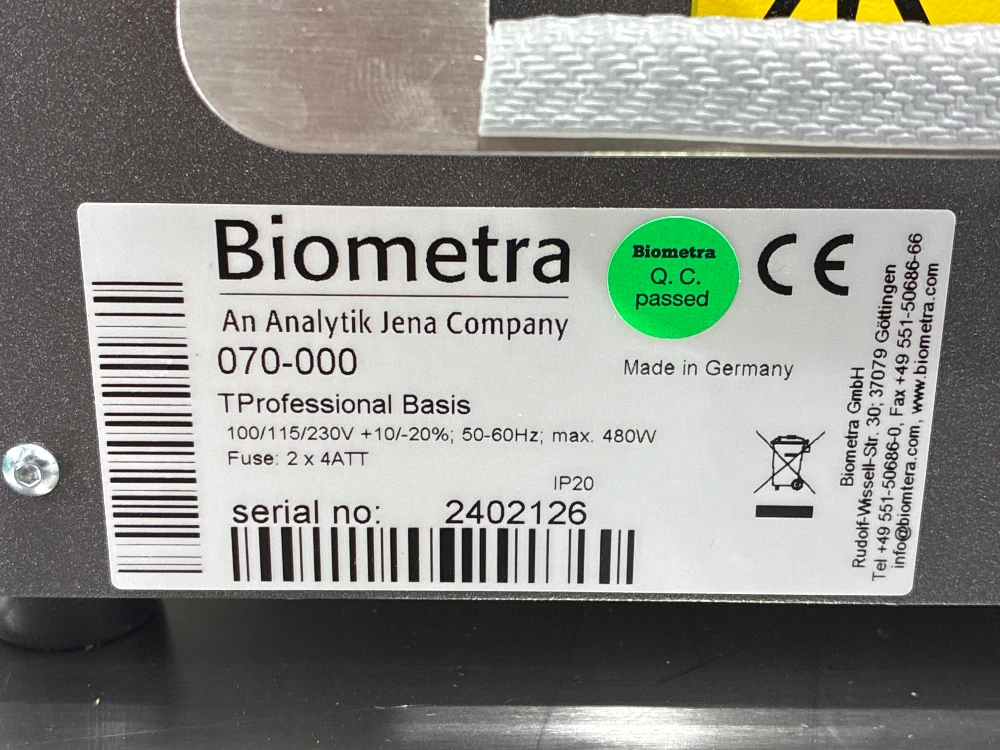 Biometra
An Analytik Jena Company
070-000
TProfessional Basis
100/115/230V +10/-20%; 50-60Hz; max. 480W
Fuse: 2 x 4ATT
IP20
serial no: 2402126
Biometra
Q. C.
passed
CE
Made in Germany
Biometra GmbH
Rudolf-Wissell-Str. 30; 37079 Göttingen
Tel +49 551-50686-0, Fax +49 551-50686-66
info@biomtera.com, www.biometra.com